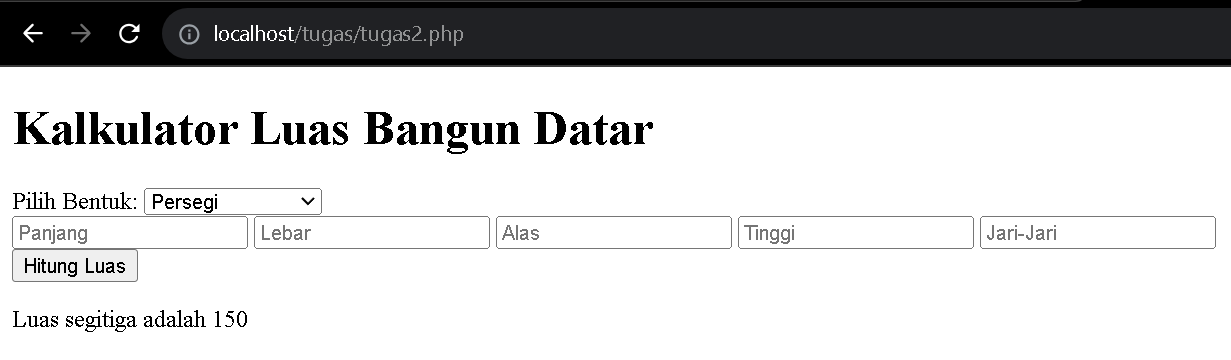 localhost/tugas/tugas2.php
Kalkulator Luas Bangun Datar
Pilih Bentuk: Persegi
Panjang Lebar Alas Tinggi Jari-Jari
Hitung Luas
Luas segitiga adalah 150